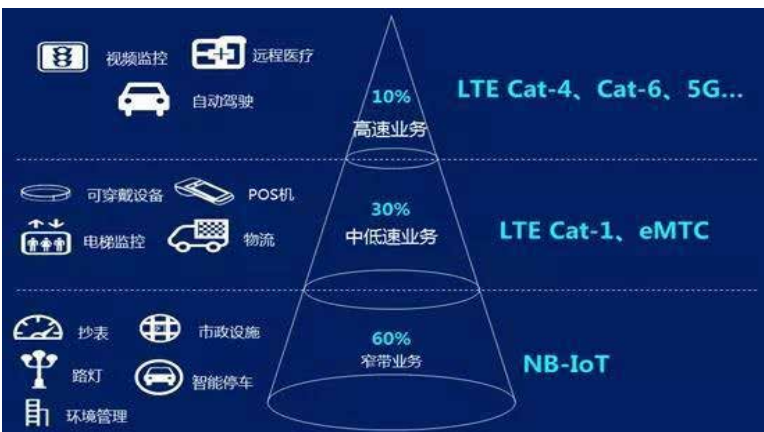 视频监控
远程医疗
自动驾驶
10%
高速业务
LTE Cat-4、Cat-6、5G...
可穿戴设备
POS机
电梯监控
物流
30%
中低速业务
LTE Cat-1、eMTC
抄表
市政设施
路灯
智能停车
环境管理
60%
窄带业务
NB-IoT